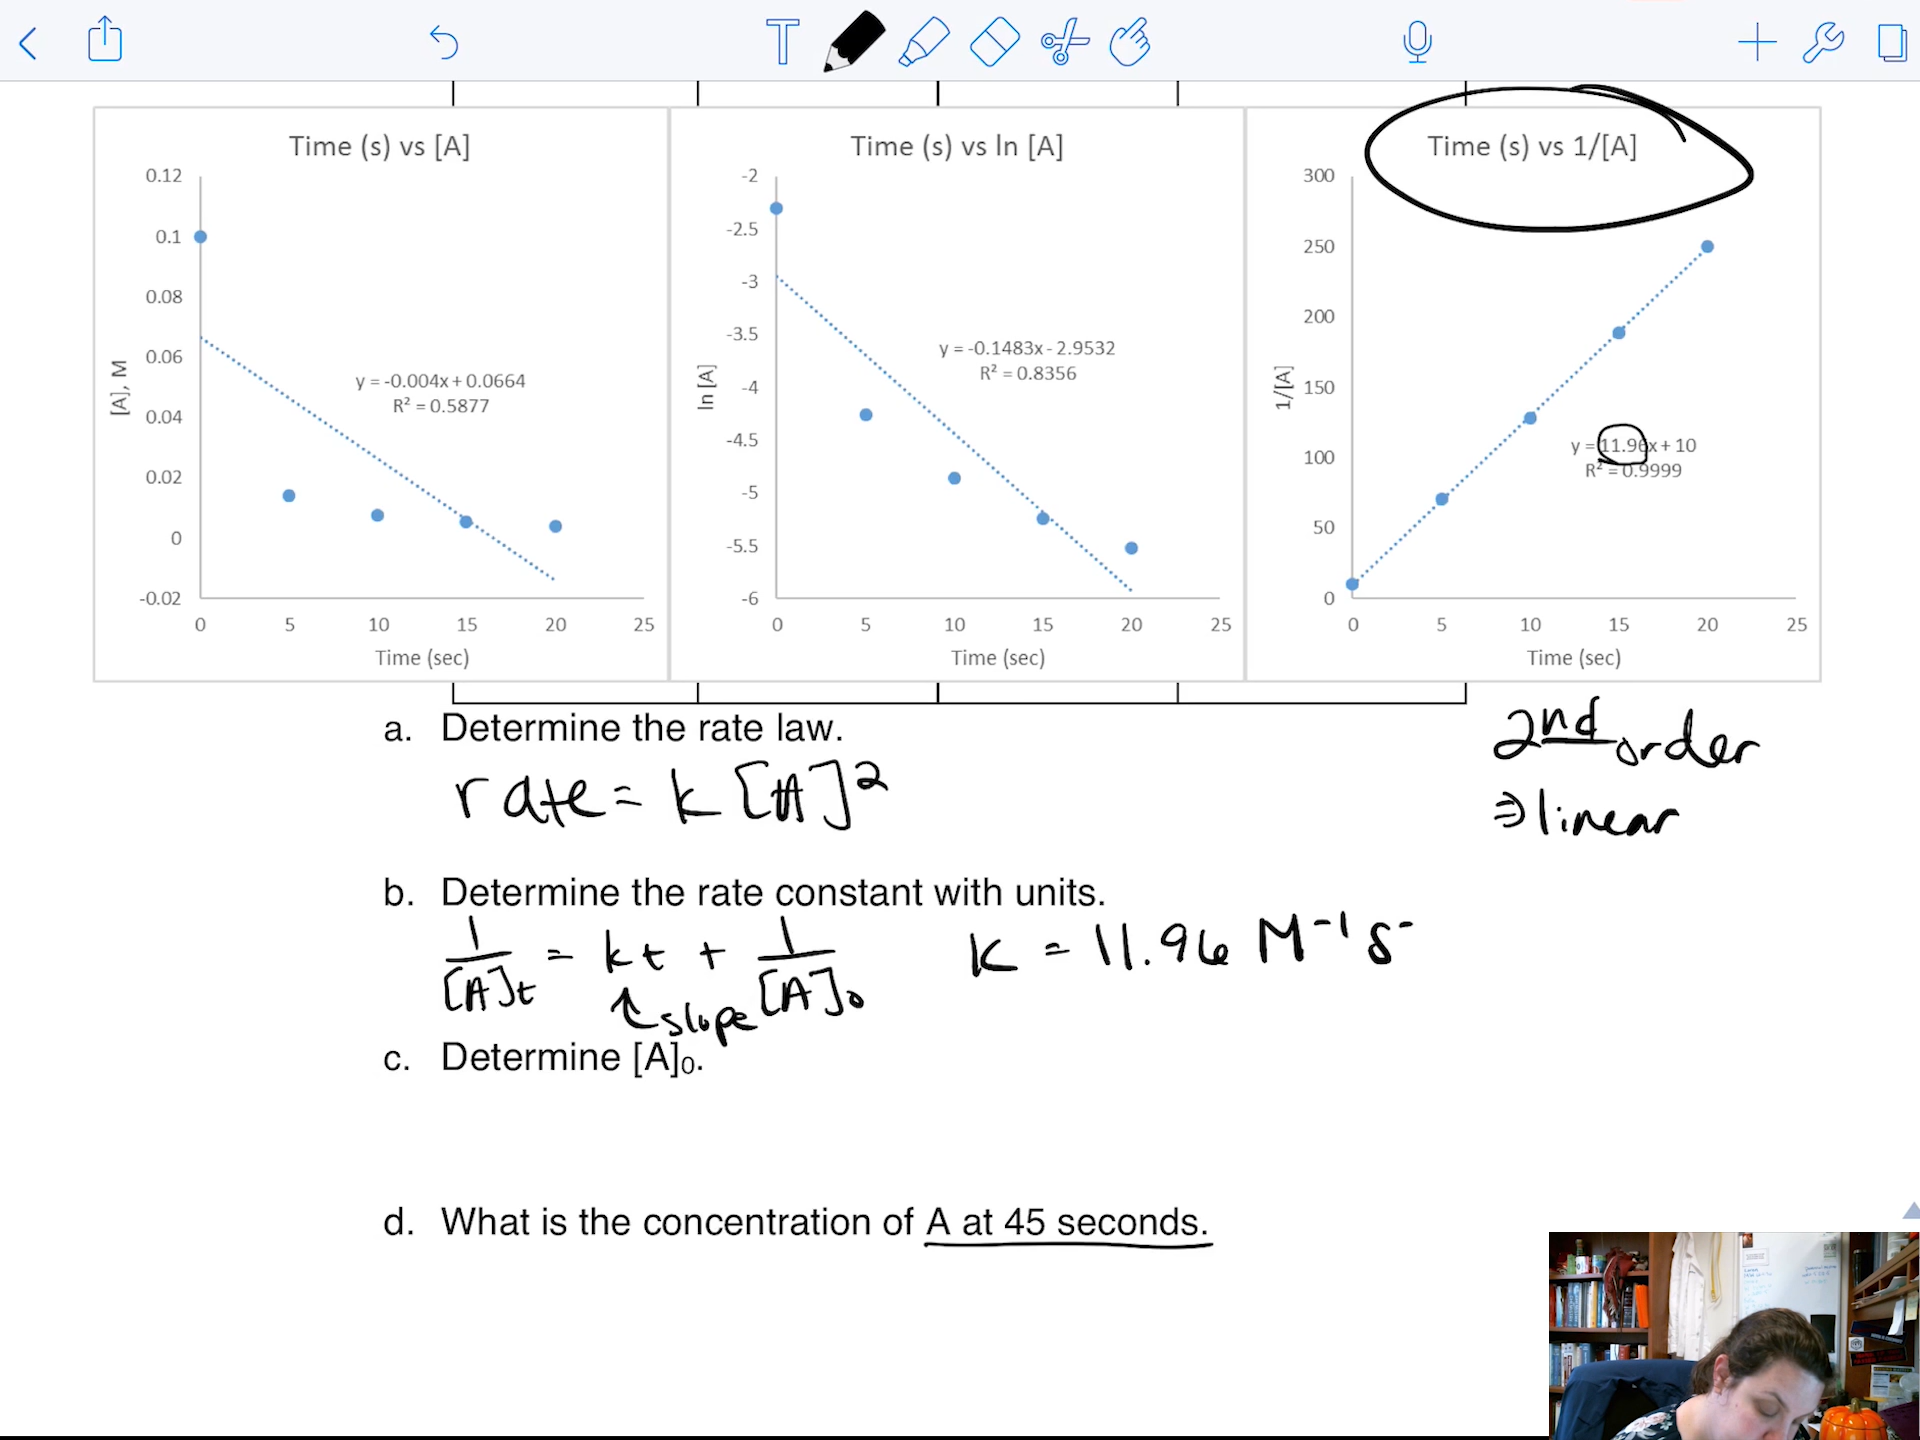 Time (s) vs [A]
0.12
0.1
0.08
0.06
0.04
0.02
0
-0.02
[A], M
y = -0.004x + 0.0664
R² = 0.5877
0 5 10 15 20 25
Time (sec)
Time (s) vs ln [A]
-2
-2.5
-3
-3.5
-4
-4.5
-5
-5.5
-6
ln [A]
y = -0.1483x - 2.9532
R² = 0.8356
0 5 10 15 20 25
Time (sec)
Time (s) vs 1/[A]
300
250
200
150
100
50
0
1/[A]
y = 11.96x + 10
R² = 0.9999
0 5 10 15 20 25
Time (sec)
2nd order
⇒ linear
a. Determine the rate law.
rate = k [A]²
b. Determine the rate constant with units.
1/[A]t = kt + 1/[A]₀
slope
K = 11.96 M⁻¹ s⁻
c. Determine [A]₀.
d. What is the concentration of A at 45 seconds.